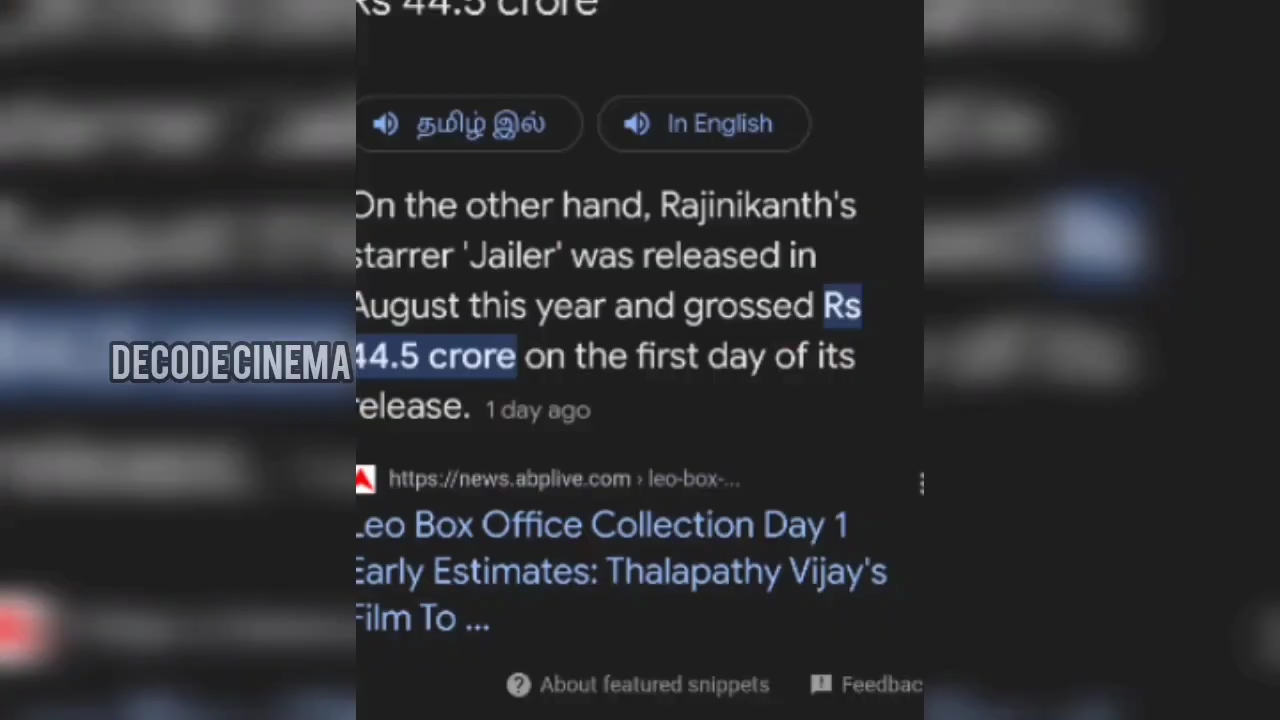 Rs 44.5 crore
தமிழ் இல் In English
On the other hand, Rajinikanth's
starrer 'Jailer' was released in
August this year and grossed Rs
44.5 crore on the first day of its
release. 1 day ago
https://news.abplive.com › leo-box-...
Leo Box Office Collection Day 1
Early Estimates: Thalapathy Vijay's
Film To ...
About featured snippets Feedbac
DECODE CINEMA